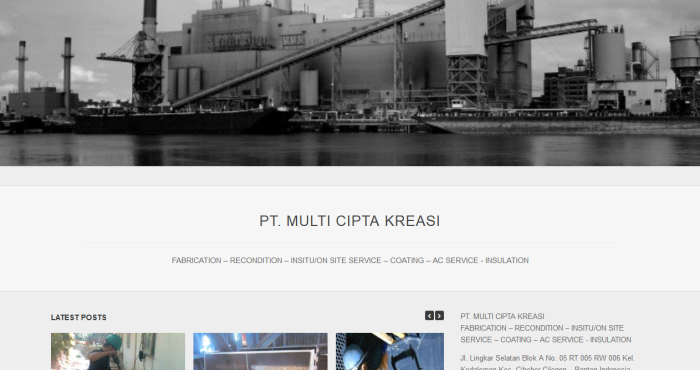 PT. MULTI CIPTA KREASI
FABRICATION – RECONDITION – INSITU/ON SITE SERVICE – COATING – AC SERVICE - INSULATION
LATEST POSTS
PT. MULTI CIPTA KREASI
FABRICATION – RECONDITION – INSITU/ON SITE
SERVICE – COATING – AC SERVICE - INSULATION
Jl. Lingkar Selatan Blok A No. 05 RT 005 RW 006 Kel.
Kedaleman Kec. Cibeber Cilegon – Banten Indonesia